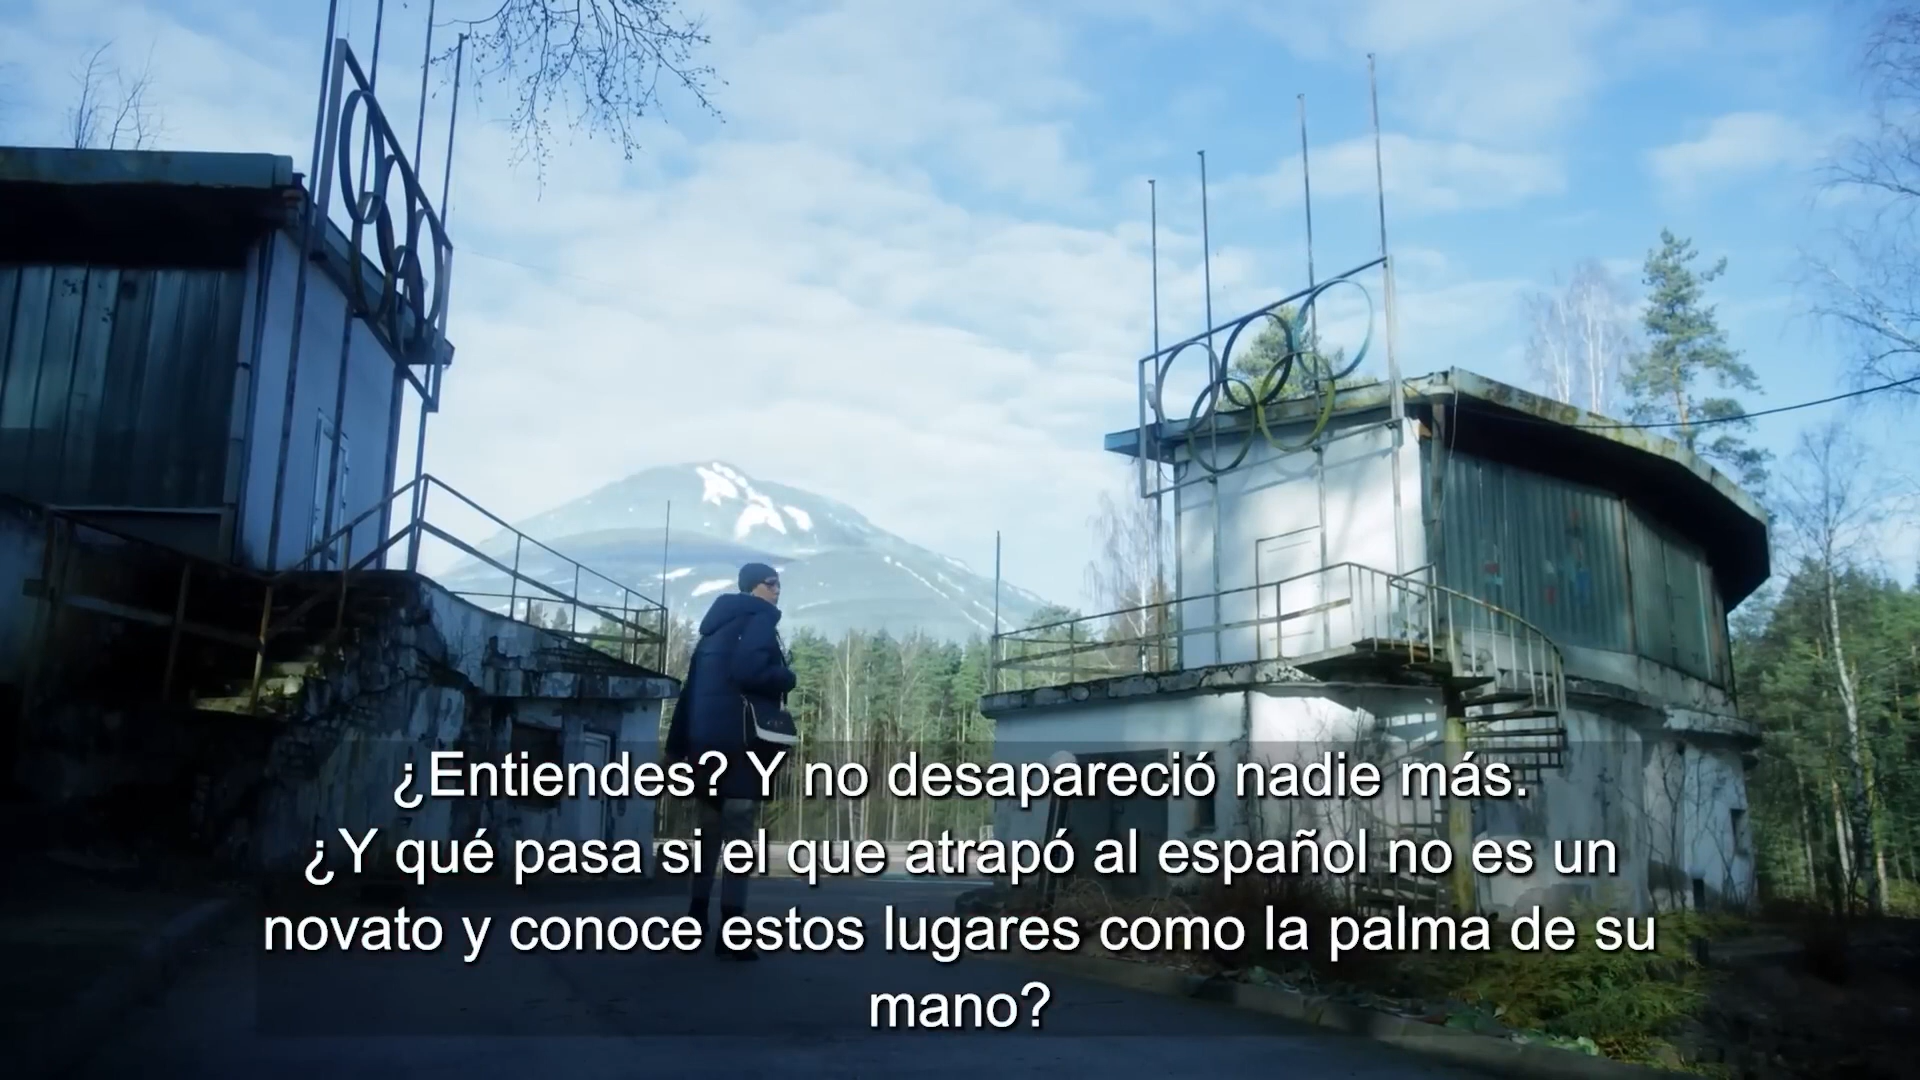 ¿Entiendes? Y no desapareció nadie más.
¿Y qué pasa si el que atrapó al español no es un
novato y conoce estos lugares como la palma de su
mano?